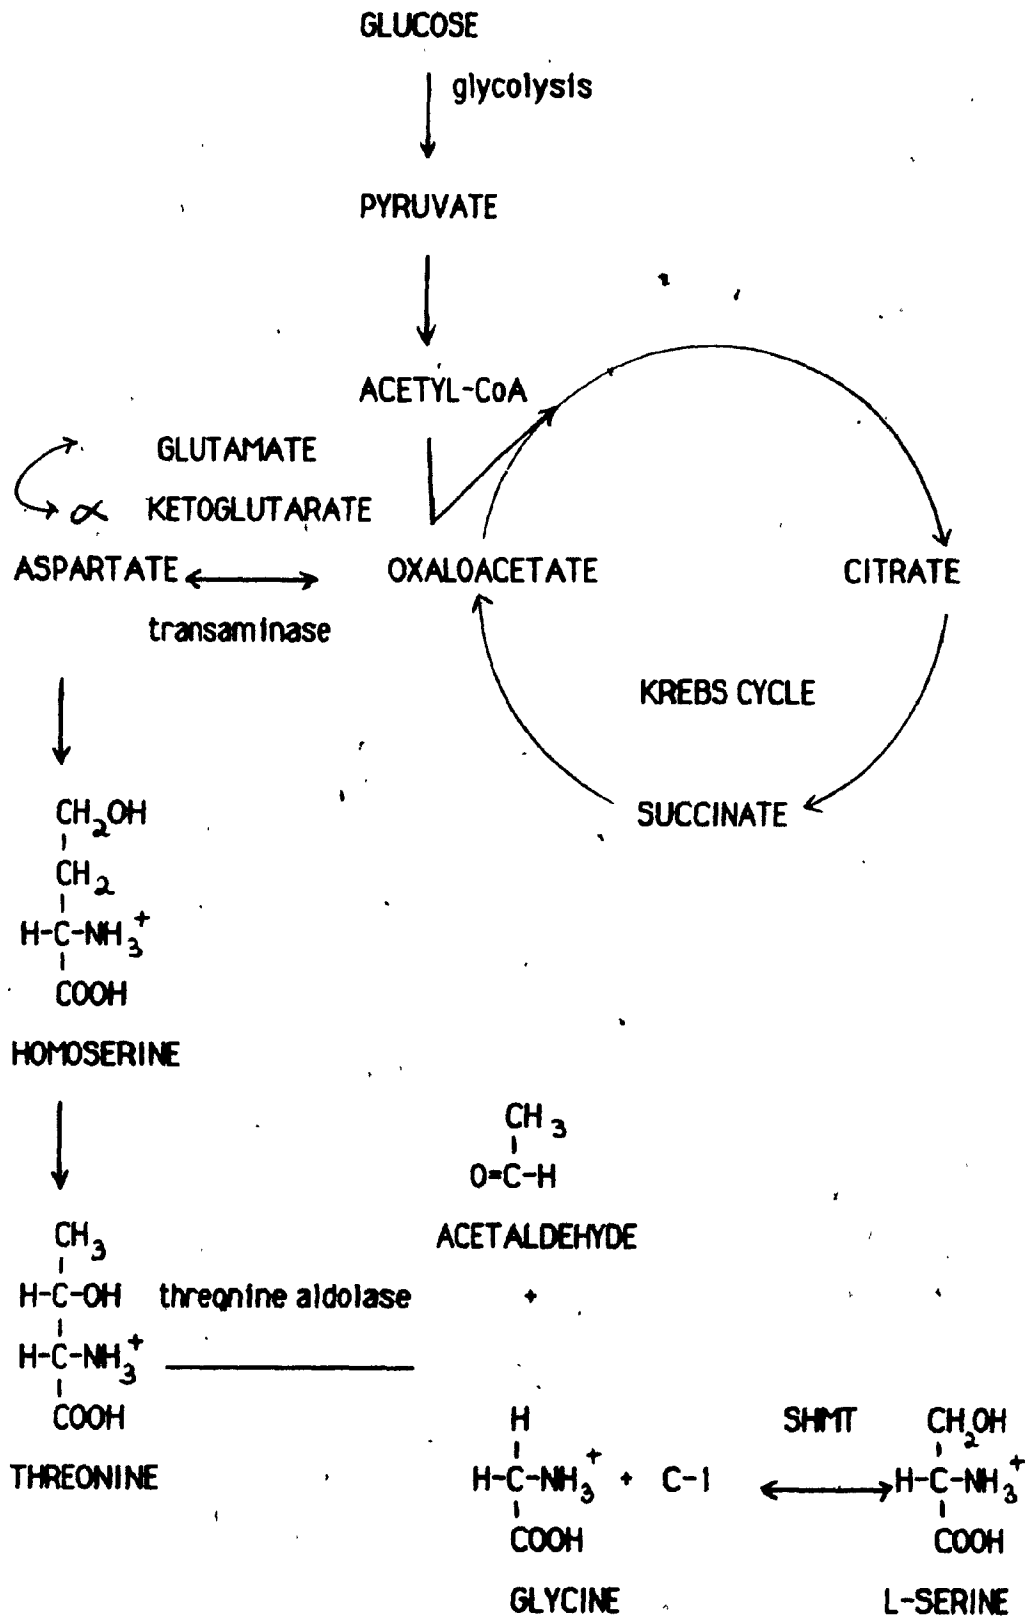 GLUCOSE
glycolysis
PYRUVATE
ACETYL-CoA
GLUTAMATE
α KETOGLUTARATE
ASPARTATE
OXALOACETATE
CITRATE
transaminase
KREBS CYCLE
SUCCINATE
CH2OH
CH2
H-C-NH3+
COOH
HOMOSERINE
CH3
O=C-H
ACETALDEHYDE
+
CH3
H-C-OH
threonine aldolase
H-C-NH3+
COOH
THREONINE
H
H-C-NH3+ + C-1
COOH
GLYCINE
SHMT
CH2OH
H-C-NH3+
COOH
L-SERINE